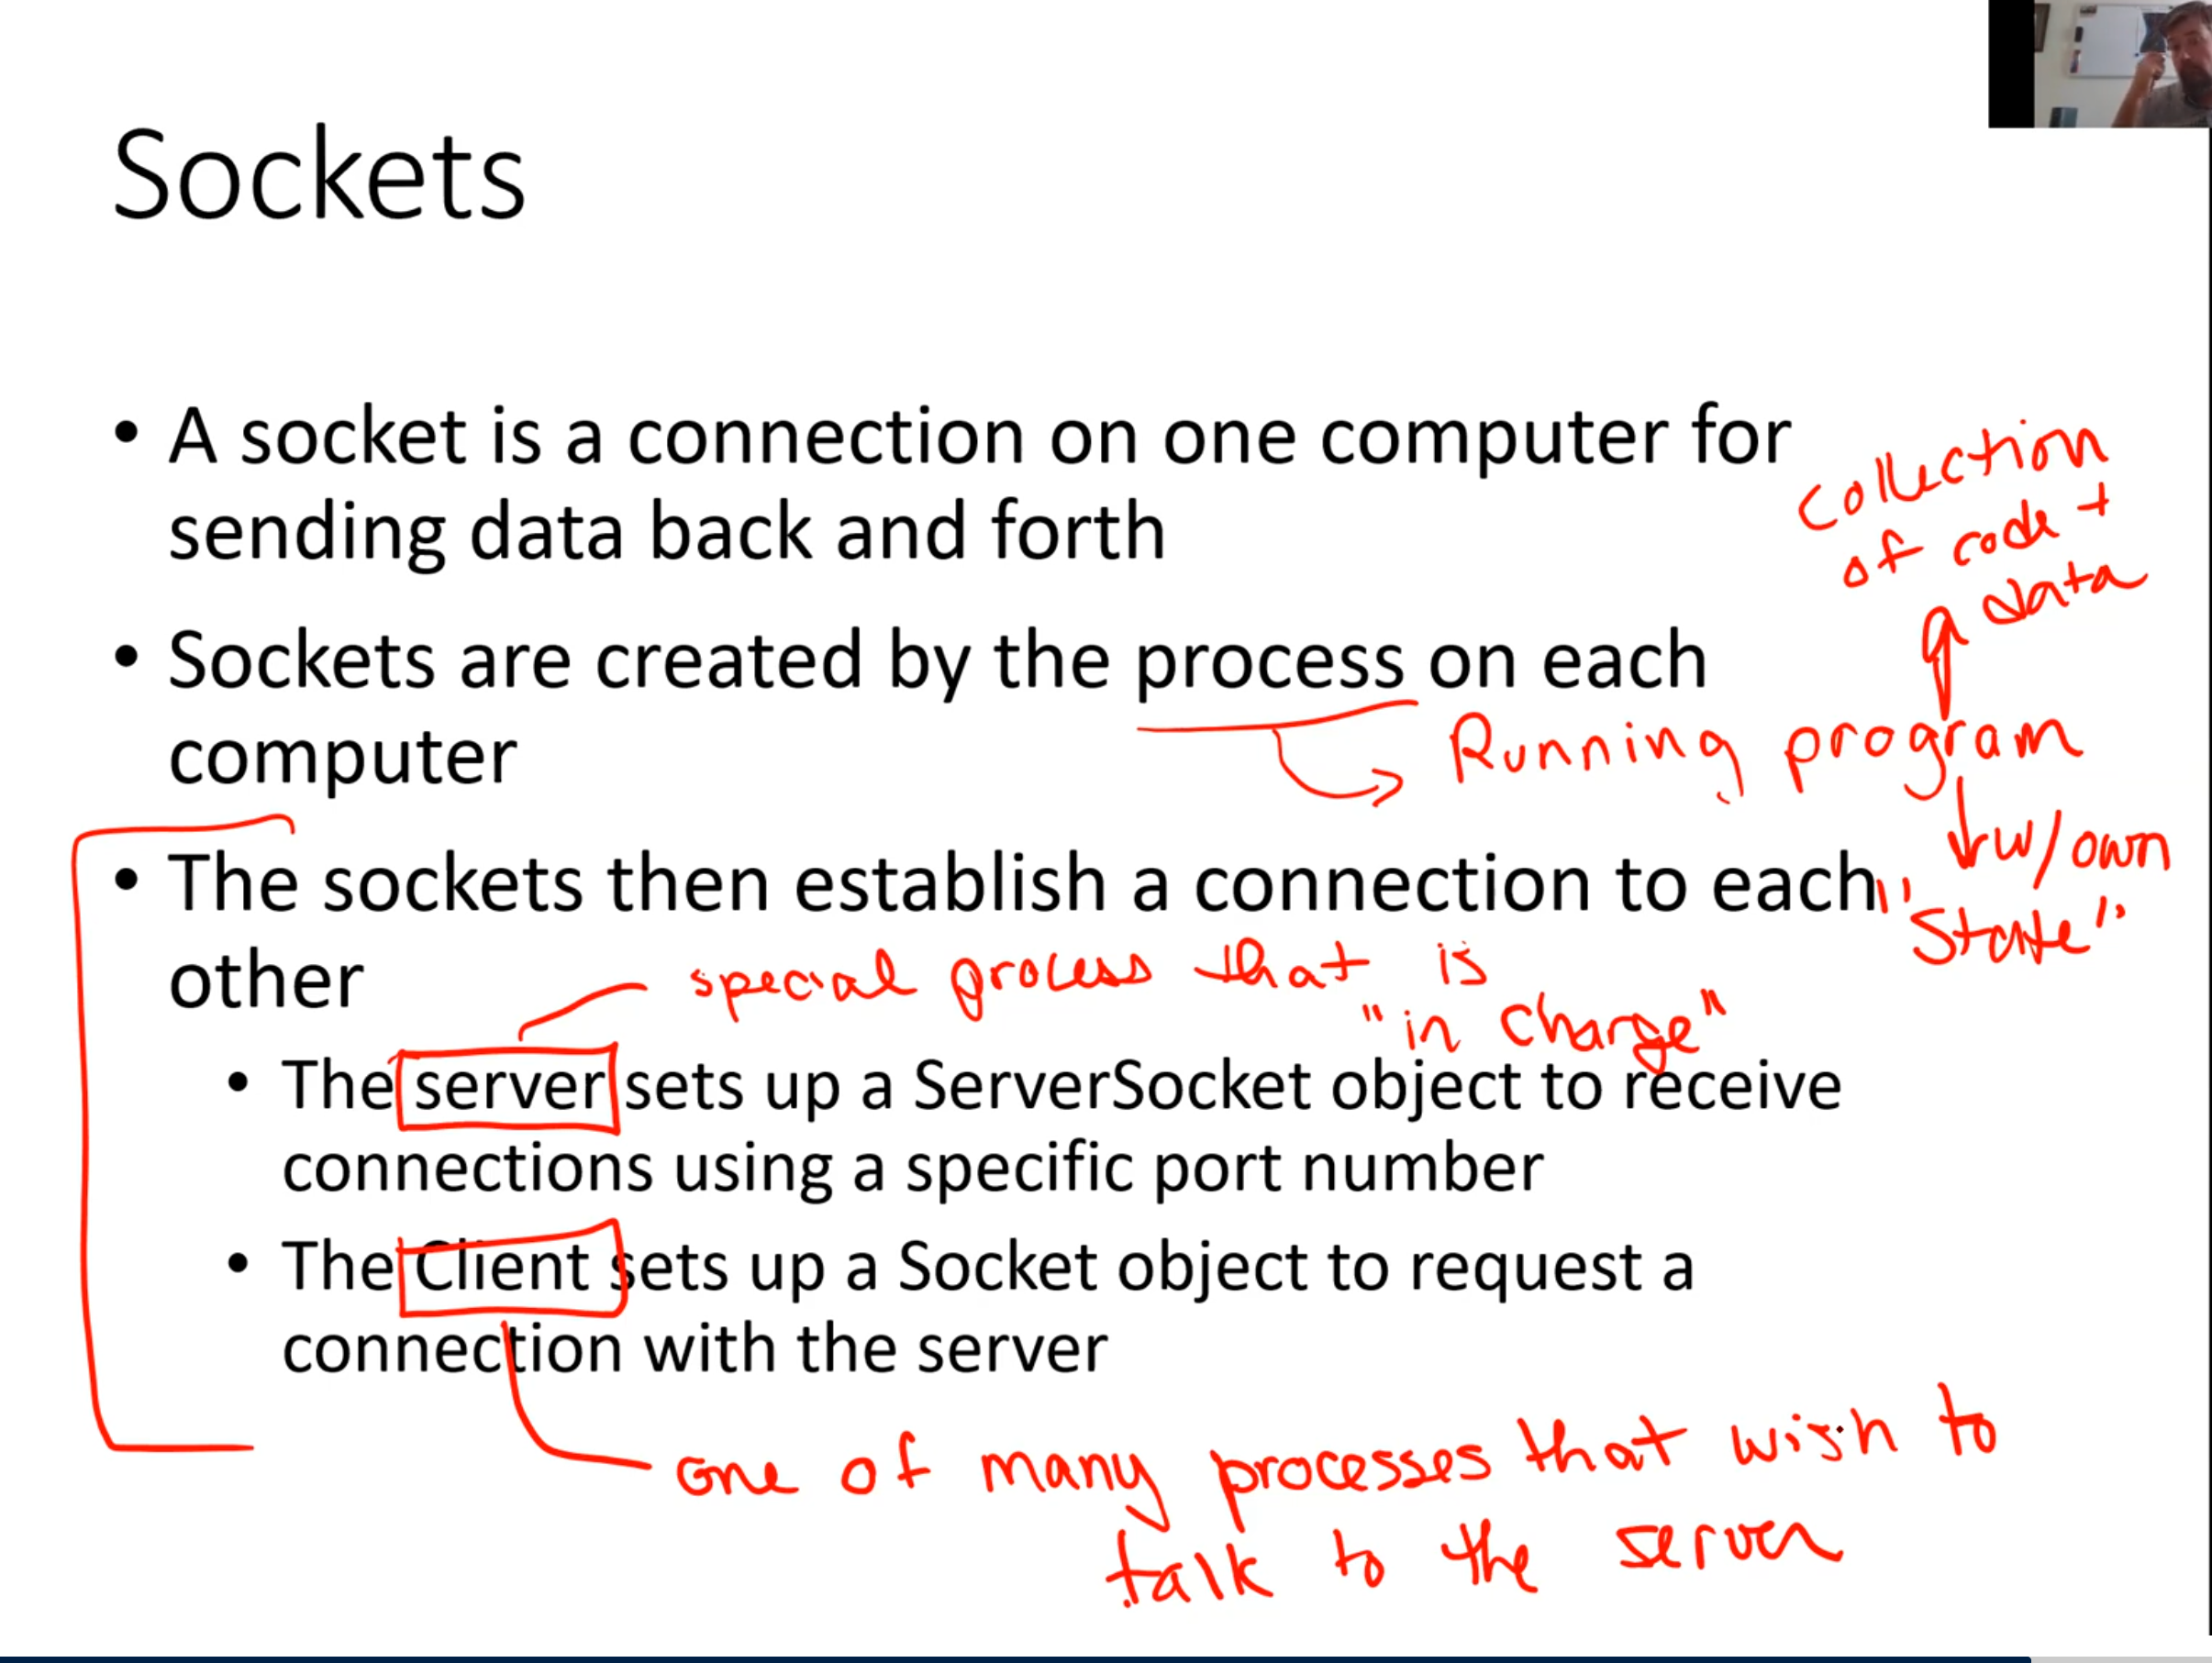 Sockets
• A socket is a connection on one computer for
sending data back and forth
collection
of code +
data
• Sockets are created by the process on each
computer
Running program
w/own
"State"
• The sockets then establish a connection to each
other
special process that is
"in charge"
• The server sets up a ServerSocket object to receive
connections using a specific port number
• The Client sets up a Socket object to request a
connection with the server
one of many processes that wish to
talk to the server